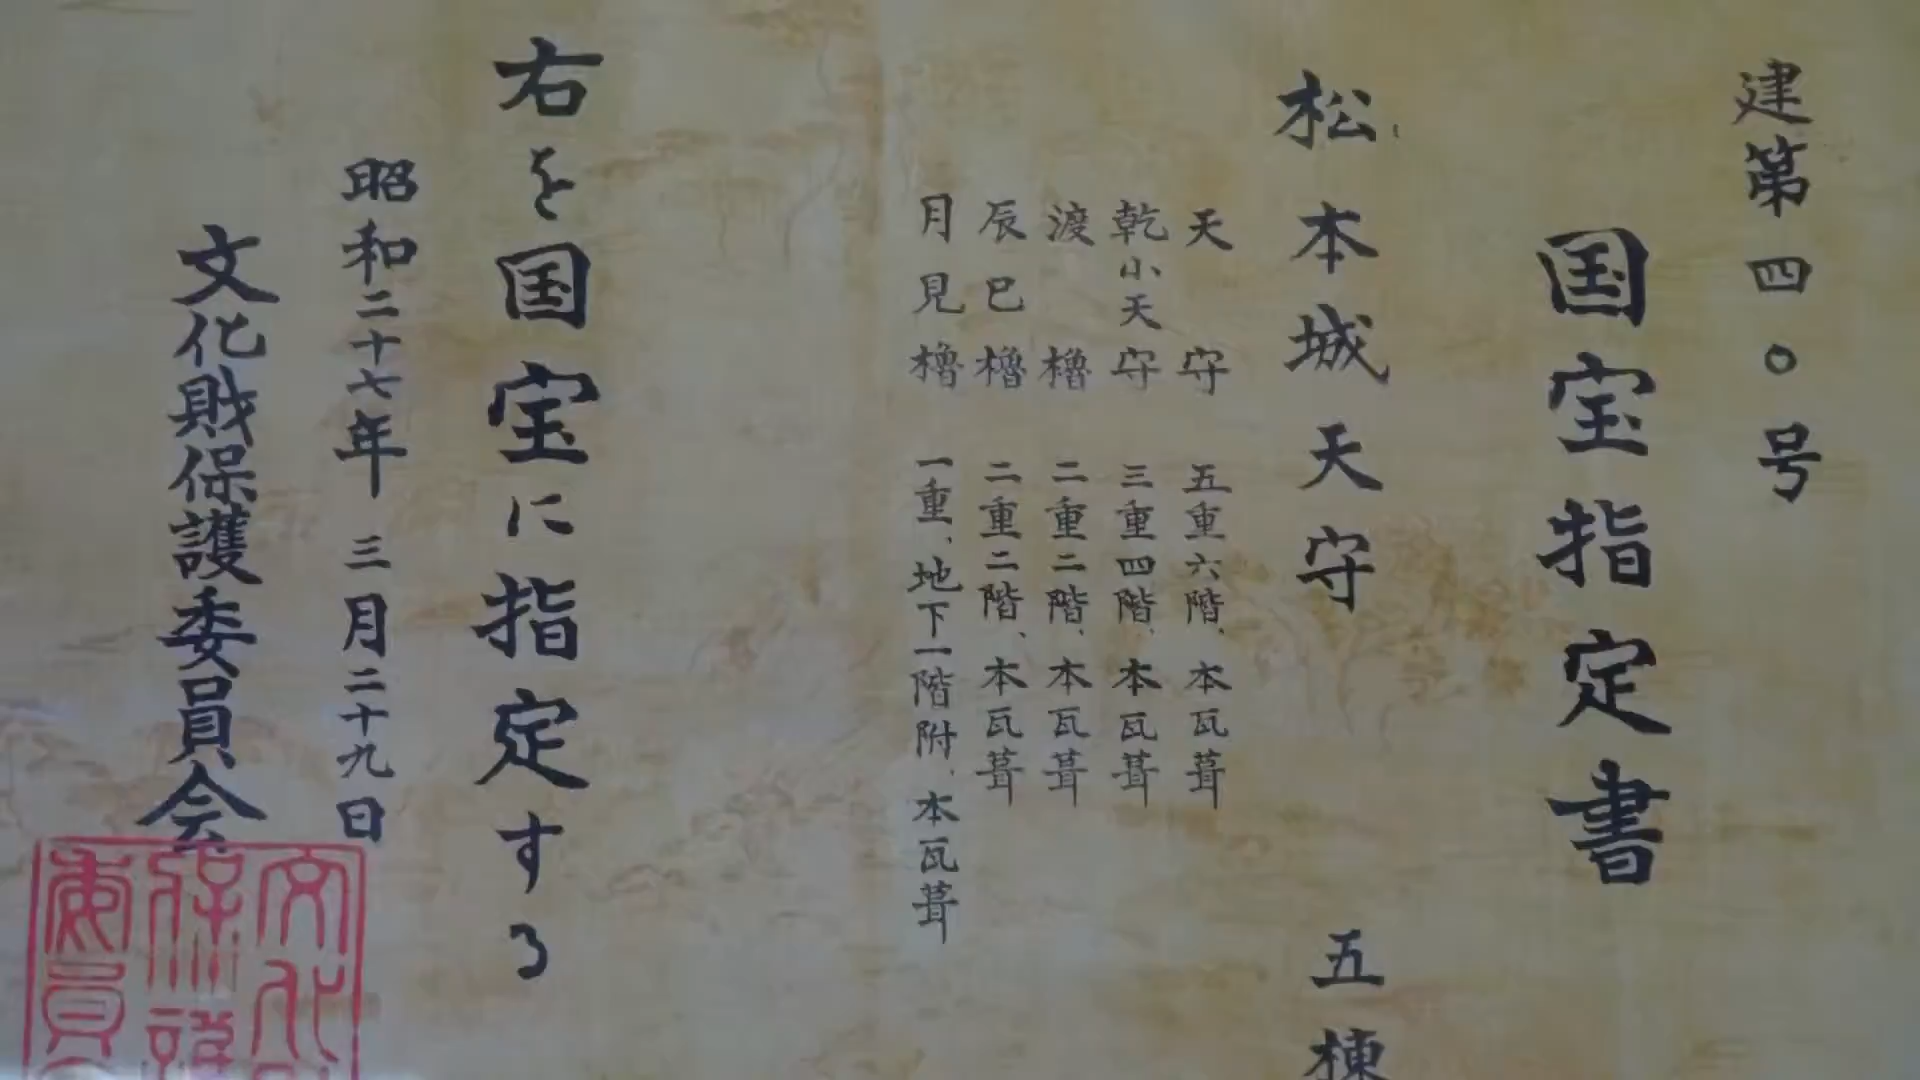 建第四〇号
国宝指定書
松本城天守 五棟
天守 五重六階、本瓦葺
乾小天守 三重四階、本瓦葺
渡櫓 二重二階、本瓦葺
辰巳櫓 二重二階、本瓦葺
月見櫓 一重、地下一階附、本瓦葺
右を国宝に指定する
昭和二十七年三月二十九日
文化財保護委員会